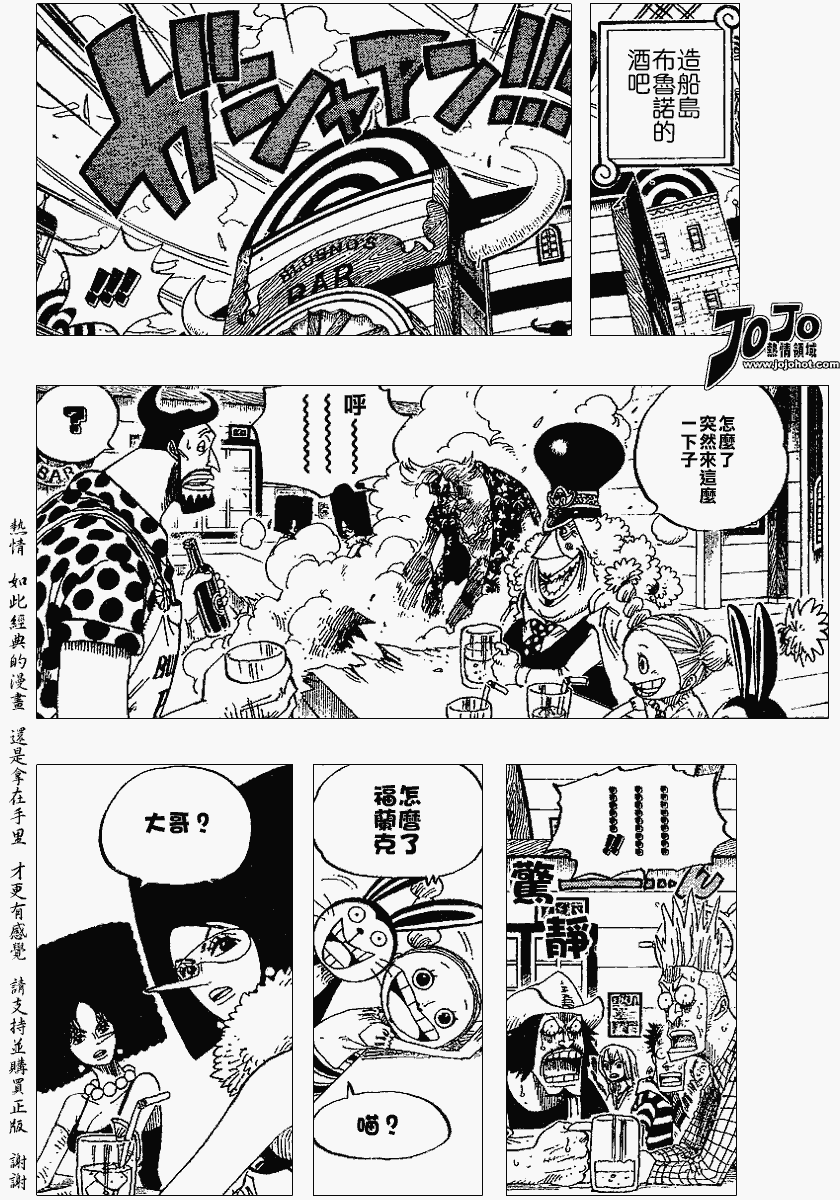 造船島
布魯諾的
酒吧
ガシャアン!!!
!!!
BLUENO'S
BAR
JOJO
熱情領域
www.jojohot.com
怎麼了
突然來這麼
一下子
呼
~~~
?
BAR
!!
驚
靜
怎麼了
福蘭克
喵?
大哥?
熱情 如此經典的漫畫 還是拿在手里 才更有感覺 請支持並購買正版 謝謝